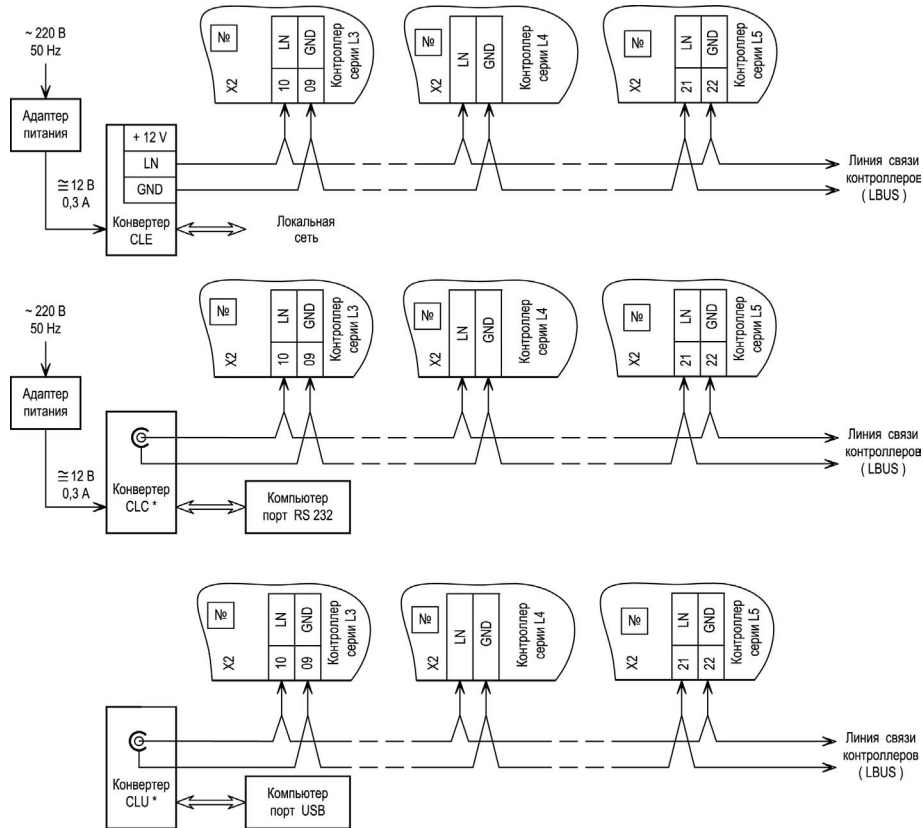 ~ 220 В
50 Hz
Адаптер
питания
≅ 12 В
0,3 А
+ 12 V
LN
GND
Конвертер
CLE
Локальная
сеть
№
X2
LN
GND
10
09
Контроллер
серии L3
№
X2
LN
GND
Контроллер
серии L4
№
X2
LN
GND
21
22
Контроллер
серии L5
Линия связи
контроллеров
( LBUS )
~ 220 В
50 Hz
Адаптер
питания
≅ 12 В
0,3 А
Конвертер
CLC *
Компьютер
порт RS 232
№
X2
LN
GND
10
09
Контроллер
серии L3
№
X2
LN
GND
Контроллер
серии L4
№
X2
LN
GND
21
22
Контроллер
серии L5
Линия связи
контроллеров
( LBUS )
Конвертер
CLU *
Компьютер
порт USB
№
X2
LN
GND
10
09
Контроллер
серии L3
№
X2
LN
GND
Контроллер
серии L4
№
X2
LN
GND
21
22
Контроллер
серии L5
Линия связи
контроллеров
( LBUS )